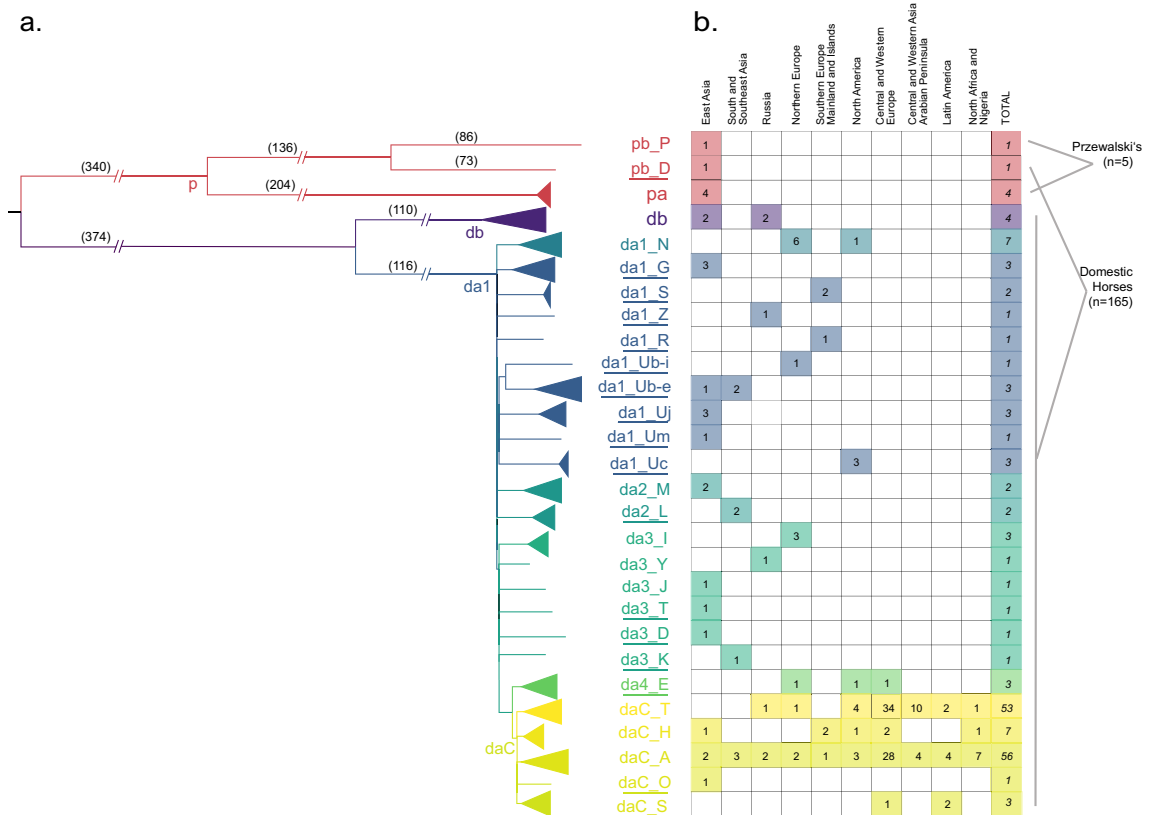 a.
b.
East Asia
South and
Southeast Asia
Russia
Northern Europe
Southern Europe
Mainland and Islands
North America
Central and Western
Europe
Central and Western Asia
Arabian Peninsula
Latin America
North Africa and
Nigeria
TOTAL
(340)
(136)
(86)
(73)
(204)
p
(374)
(110)
db
(116)
da1
daC
pb_P 1 1
pb_D 1 1
pa 4 4
db 2 2 4
da1_N 6 1 7
da1_G 3 3
da1_S 2 2
da1_Z 1 1
da1_R 1 1
da1_Ub-i 1 1
da1_Ub-e 1 2 3
da1_Uj 3 3
da1_Um 1 1
da1_Uc 3 3
da2_M 2 2
da2_L 2 2
da3_I 3 3
da3_Y 1 1
da3_J 1 1
da3_T 1 1
da3_D 1 1
da3_K 1 1
da4_E 1 1 1 3
daC_T 1 1 4 34 10 2 1 53
daC_H 1 2 1 2 1 7
daC_A 2 3 2 2 1 3 28 4 4 7 56
daC_O 1 1
daC_S 1 2 3
Przewalski's
(n=5)
Domestic
Horses
(n=165)